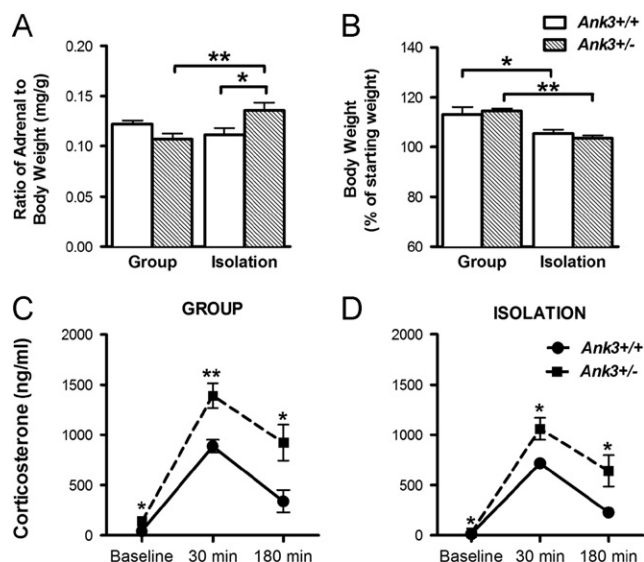 A
Ratio of Adrenal to
Body Weight (mg/g)
0.20
0.15
0.10
0.05
0.00
**
*
Group Isolation
B
Ank3+/+
Ank3+/-
Body Weight
(% of starting weight)
140
120
100
80
60
*
**
Group Isolation
C
GROUP
Corticosterone (ng/ml)
2000
1500
1000
500
0
*
**
*
Baseline 30 min 180 min
D
ISOLATION
Ank3+/+
Ank3+/-
2000
1500
1000
500
0
*
*
*
Baseline 30 min 180 min